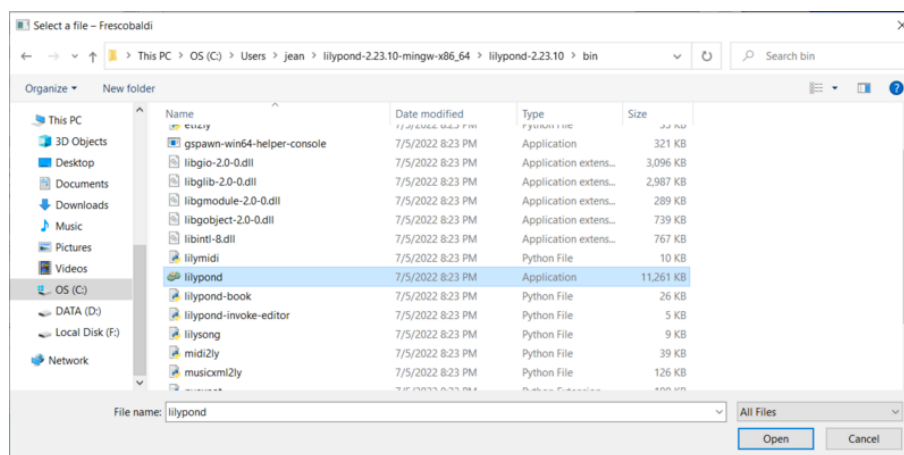 Select a file – Frescobaldi
This PC > OS (C:) > Users > jean > lilypond-2.23.10-mingw-x86_64 > lilypond-2.23.10 > bin
Search bin
Organize
New folder
Name Date modified Type Size
gspawn-win64-helper-console 7/5/2022 8:23 PM Application 321 KB
libgio-2.0-0.dll 7/5/2022 8:23 PM Application extens... 3,096 KB
libglib-2.0-0.dll 7/5/2022 8:23 PM Application extens... 2,987 KB
libgmodule-2.0-0.dll 7/5/2022 8:23 PM Application extens... 289 KB
libgobject-2.0-0.dll 7/5/2022 8:23 PM Application extens... 739 KB
libintl-8.dll 7/5/2022 8:23 PM Application extens... 767 KB
lilymidi 7/5/2022 8:23 PM Python File 10 KB
lilypond 7/5/2022 8:23 PM Application 11,261 KB
lilypond-book 7/5/2022 8:23 PM Python File 26 KB
lilypond-invoke-editor 7/5/2022 8:23 PM Python File 5 KB
lilysong 7/5/2022 8:23 PM Python File 9 KB
midi2ly 7/5/2022 8:23 PM Python File 39 KB
musicxml2ly 7/5/2022 8:23 PM Python File 126 KB
This PC
3D Objects
Desktop
Documents
Downloads
Music
Pictures
Videos
OS (C:)
DATA (D:)
Local Disk (F:)
Network
File name: lilypond
All Files
Open
Cancel